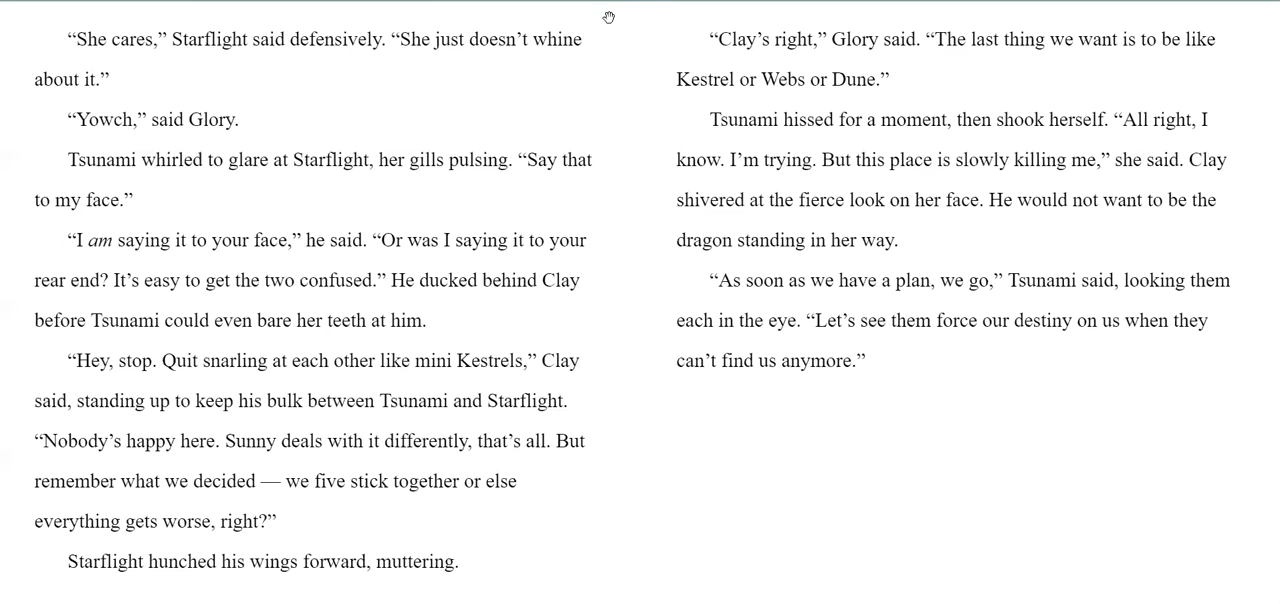 “She cares,” Starflight said defensively. “She just doesn’t whine
about it.”
“Yowch,” said Glory.
Tsunami whirled to glare at Starflight, her gills pulsing. “Say that
to my face.”
“I am saying it to your face,” he said. “Or was I saying it to your
rear end? It’s easy to get the two confused.” He ducked behind Clay
before Tsunami could even bare her teeth at him.
“Hey, stop. Quit snarling at each other like mini Kestrels,” Clay
said, standing up to keep his bulk between Tsunami and Starflight.
“Nobody’s happy here. Sunny deals with it differently, that’s all. But
remember what we decided — we five stick together or else
everything gets worse, right?”
Starflight hunched his wings forward, muttering.
“Clay’s right,” Glory said. “The last thing we want is to be like
Kestrel or Webs or Dune.”
Tsunami hissed for a moment, then shook herself. “All right, I
know. I’m trying. But this place is slowly killing me,” she said. Clay
shivered at the fierce look on her face. He would not want to be the
dragon standing in her way.
“As soon as we have a plan, we go,” Tsunami said, looking them
each in the eye. “Let’s see them force our destiny on us when they
can’t find us anymore.”